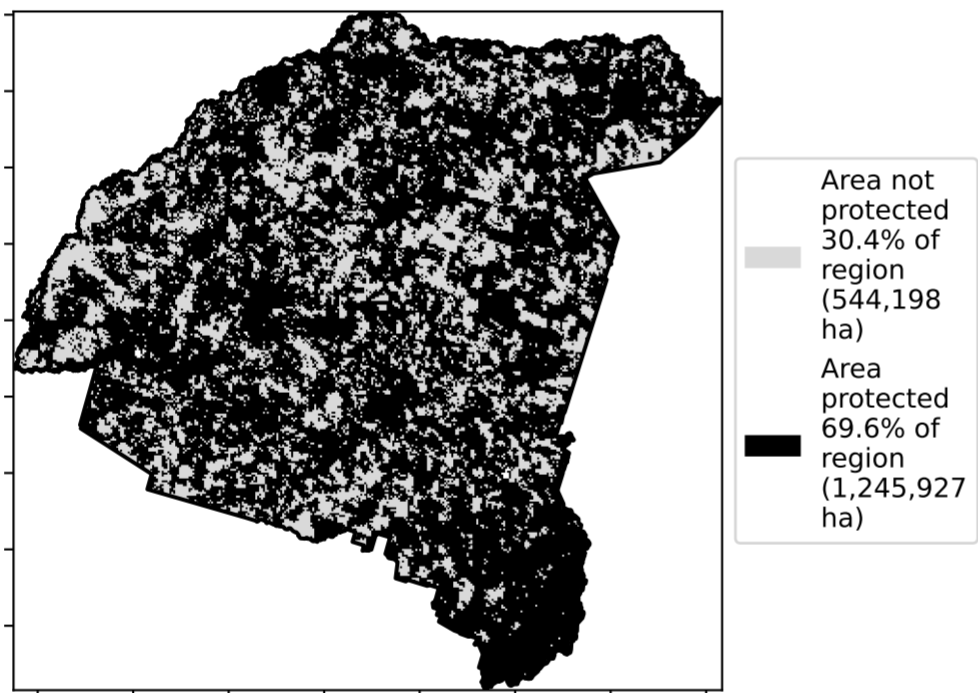 Area not
protected
30.4% of
region
(544,198
ha)
Area
protected
69.6% of
region
(1,245,927
ha)